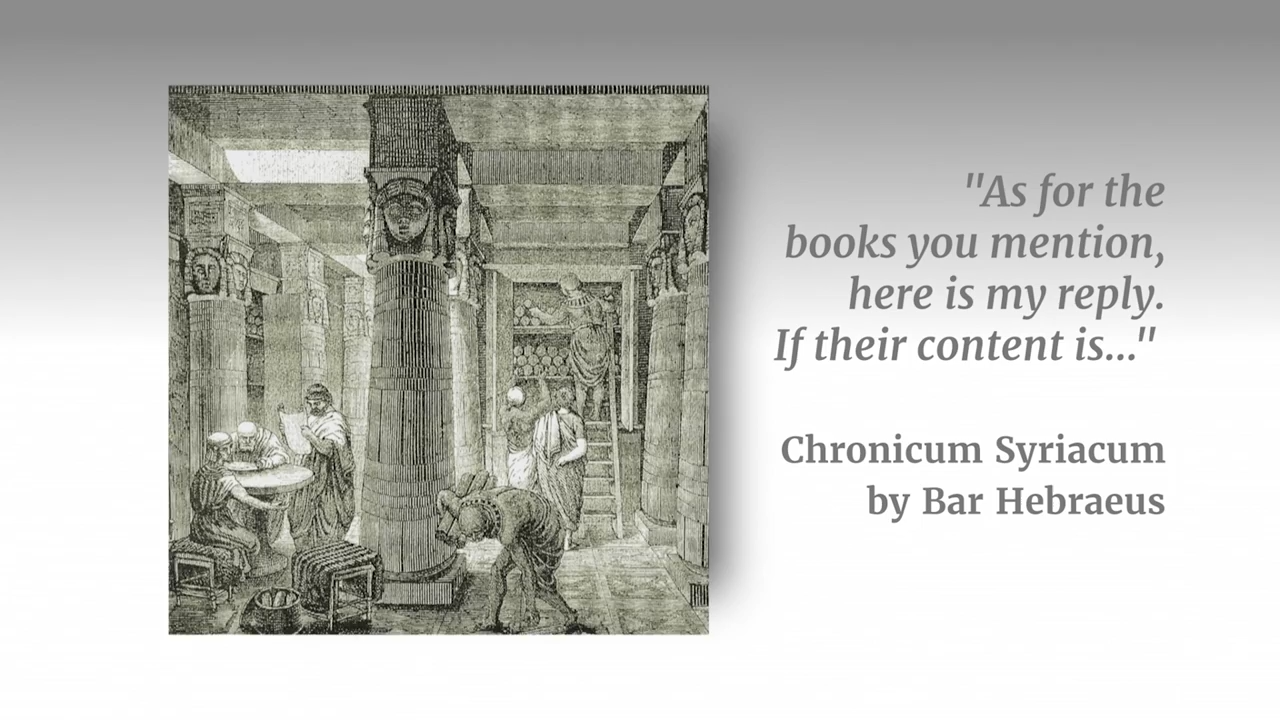 "As for the
books you mention,
here is my reply.
If their content is..."
Chronicum Syriacum
by Bar Hebraeus